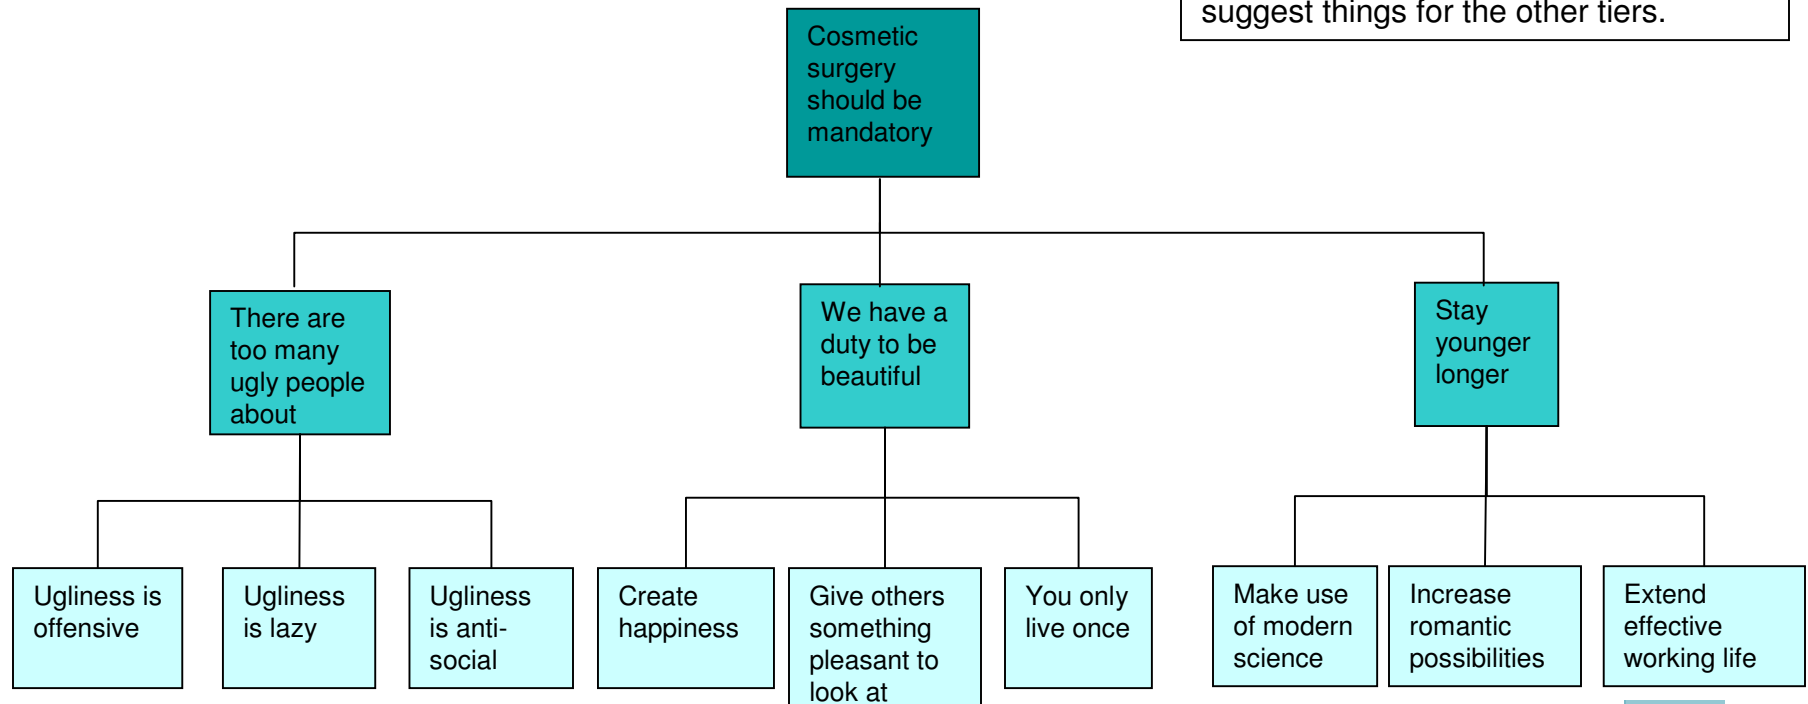 suggest things for the other tiers.
Cosmetic
surgery
should be
mandatory
There are
too many
ugly people
about
We have a
duty to be
beautiful
Stay
younger
longer
Ugliness is
offensive
Ugliness
is lazy
Ugliness
is anti-
social
Create
happiness
Give others
something
pleasant to
look at
You only
live once
Make use
of modern
science
Increase
romantic
possibilities
Extend
effective
working life